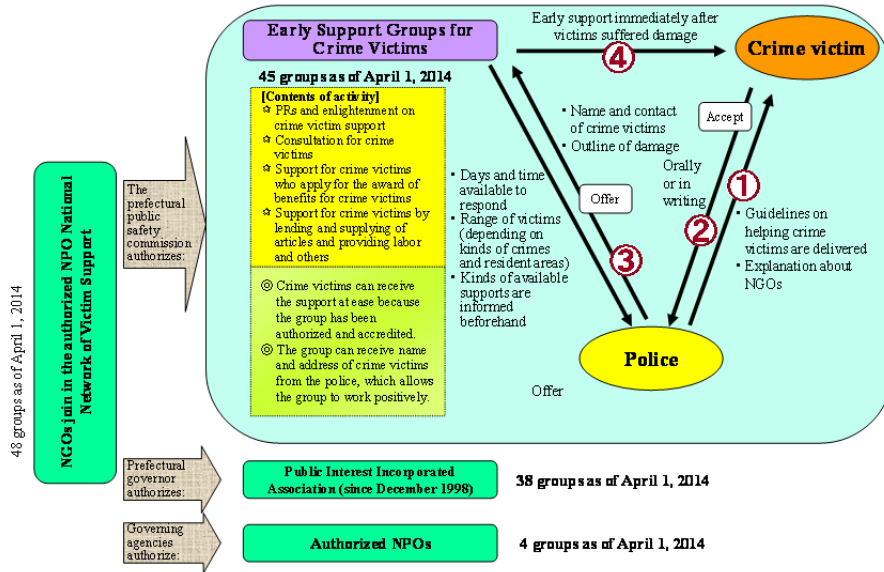 48 groups as of April 1, 2014
NGOs join in the authorized NPO National
Network of Victim Support
The
prefectural
public
safety
commission
authorizes:
Early Support Groups for
Crime Victims
45 groups as of April 1, 2014
[Contents of activity]
☆ PRs and enlightenment on
crime victim support
☆ Consultation for crime
victims
☆ Support for crime victims
who apply for the award of
benefits for crime victims
☆ Support for crime victims by
lending and supplying of
articles and providing labor
and others
◎ Crime victims can receive
the support at ease because
the group has been
authorized and accredited.
◎ The group can receive name
and address of crime victims
from the police, which allows
the group to work positively.
Early support immediately after
victims suffered damage
④
Crime victim
• Name and contact
of crime victims
• Outline of damage
Accept
Orally
or in
writing
①
②
• Guidelines on
helping crime
victims are delivered
• Explanation about
NGOs
• Days and time
available to
respond
• Range of victims
(depending on
kinds of crimes
and resident areas)
• Kinds of available
supports are
informed
beforehand
Offer
③
Police
Offer
Prefectural
governor
authorizes:
Public Interest Incorporated
Association (since December 1998)
38 groups as of April 1, 2014
Governing
agencies
authorize:
Authorized NPOs
4 groups as of April 1, 2014